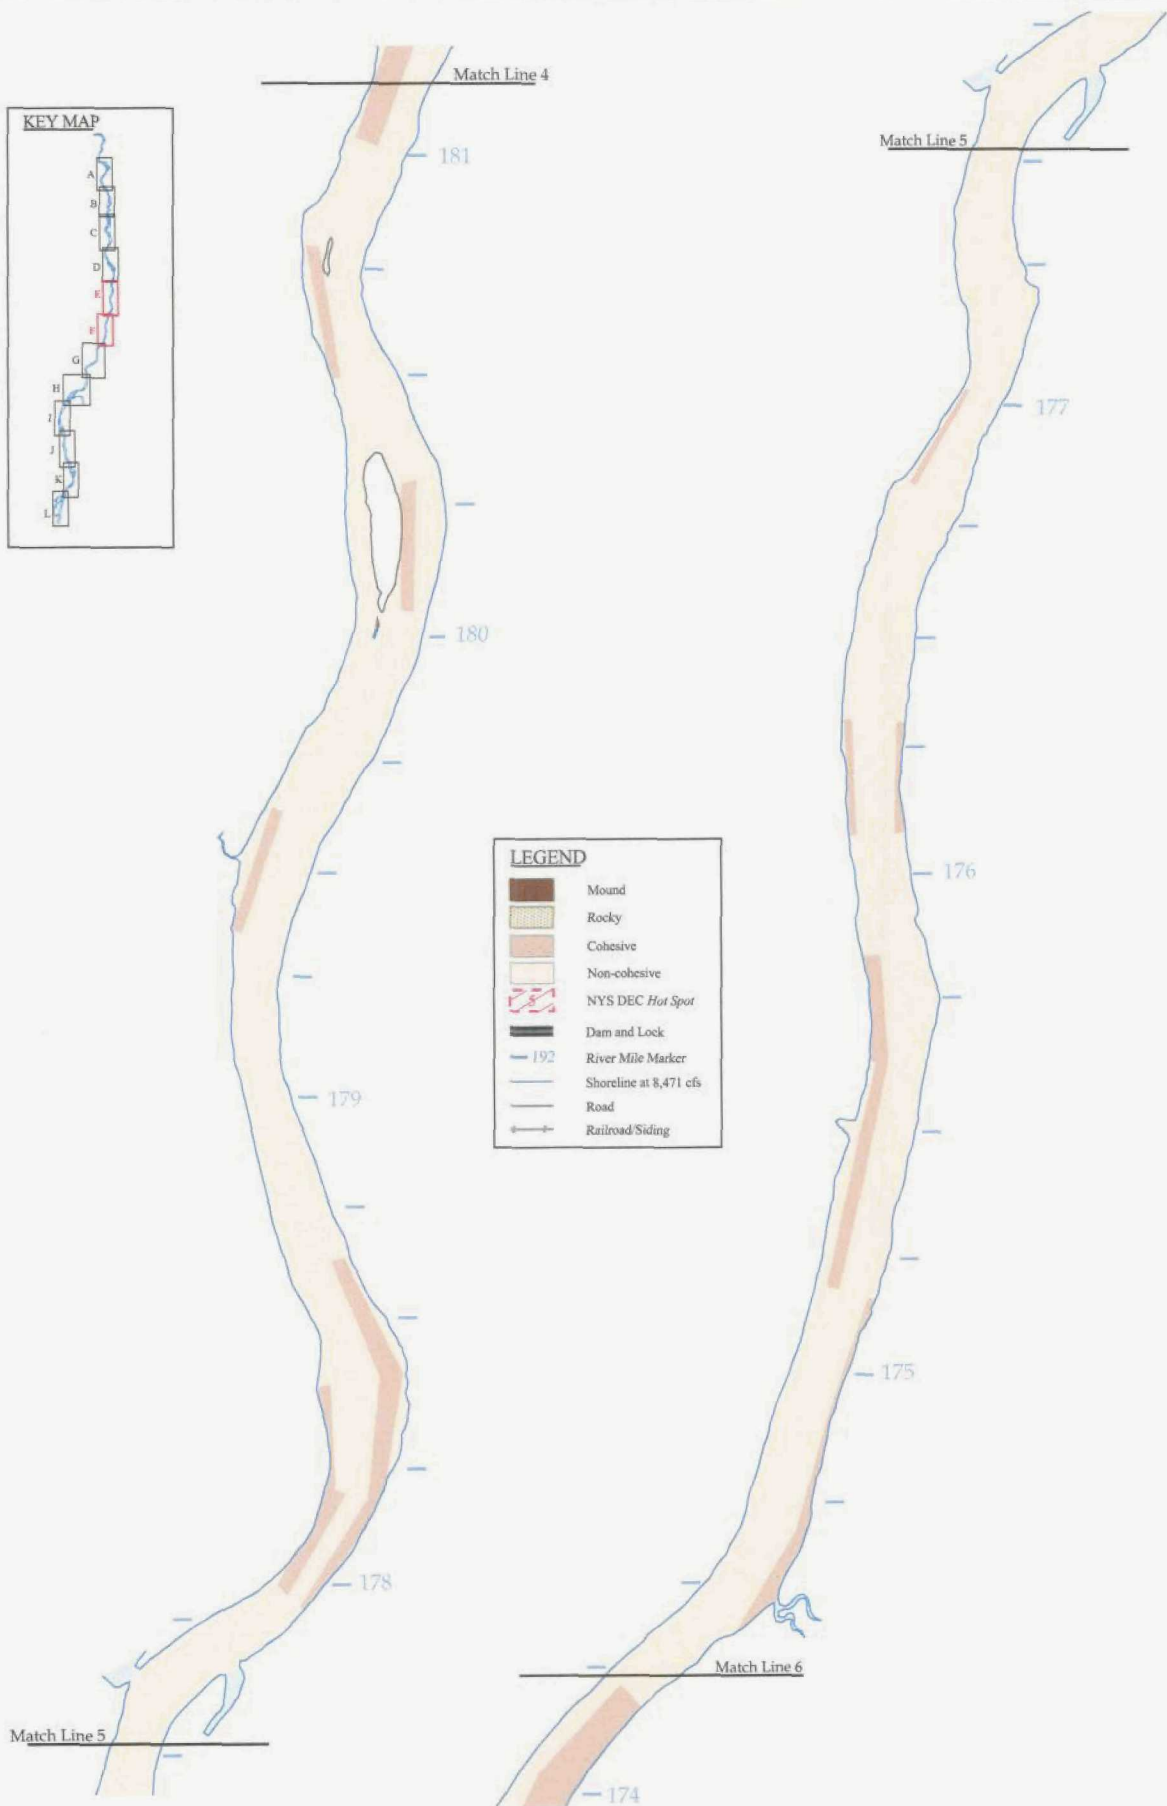 Match Line 4
KEY MAP
A
B
C
D
E
F
G
H
I
J
K
L
181
180
179
178
Match Line 5
Match Line 5
177
176
175
Match Line 6
174
LEGEND
Mound
Rocky
Cohesive
Non-cohesive
5 NYS DEC Hot Spot
Dam and Lock
192 River Mile Marker
Shoreline at 8,471 cfs
Road
Railroad/Siding